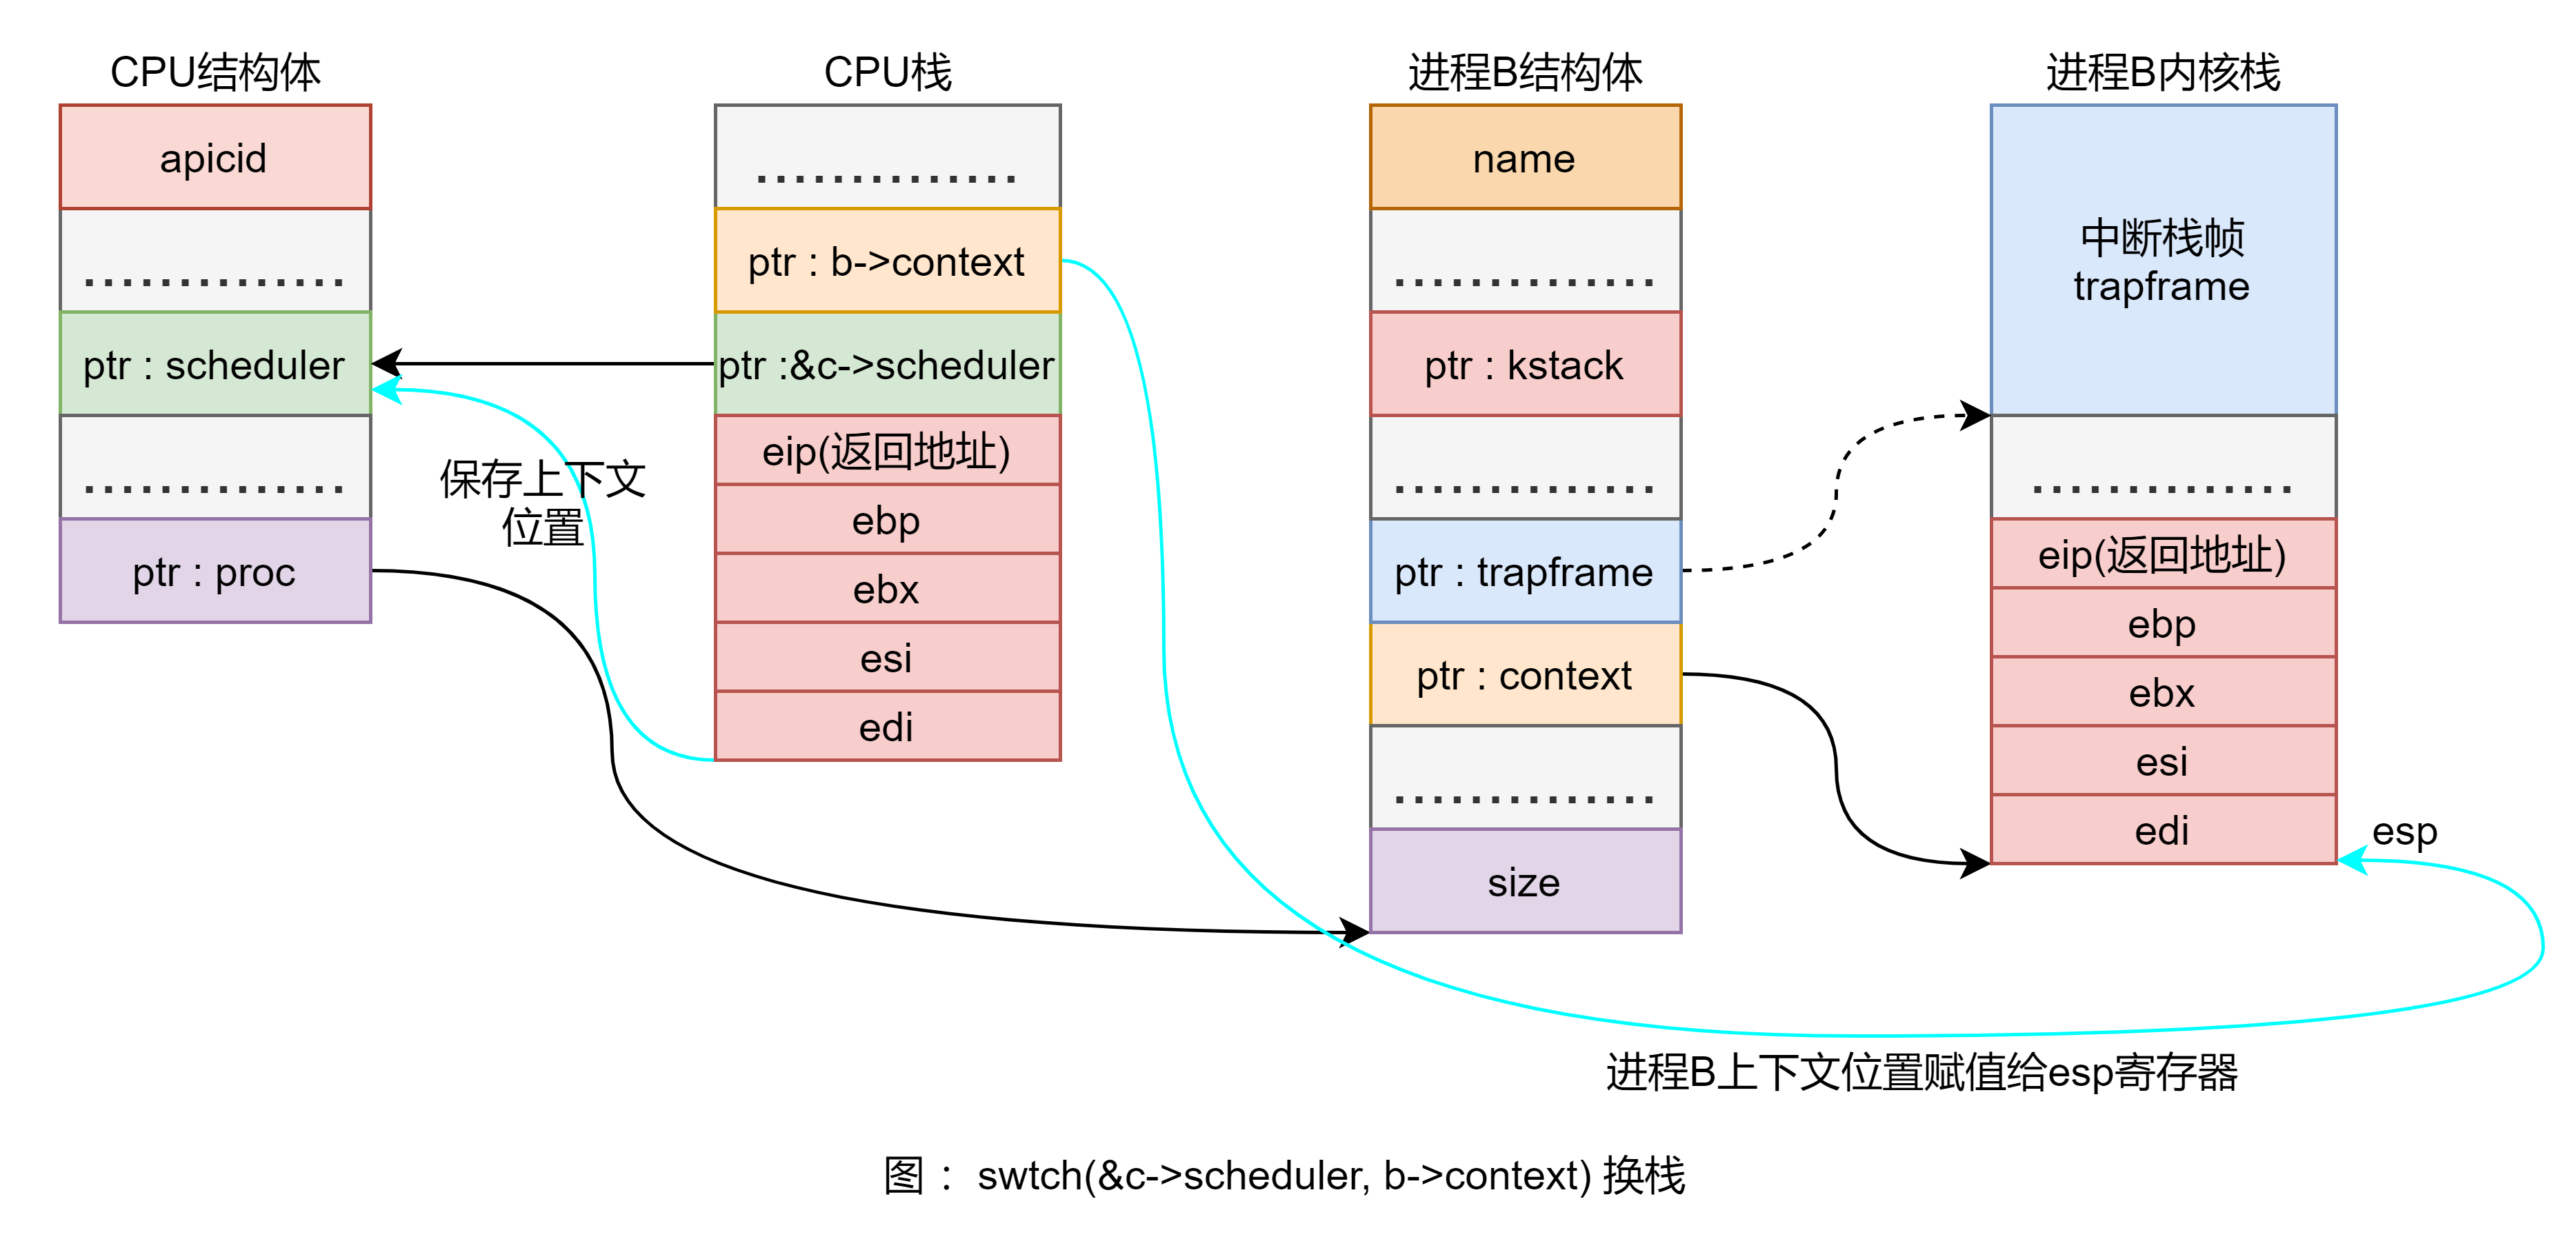 CPU结构体
apicid
..............
ptr : scheduler
..............
ptr : proc
保存上下文
位置
CPU栈
..............
ptr : b->context
ptr :&c->scheduler
eip(返回地址)
ebp
ebx
esi
edi
进程B结构体
name
..............
ptr : kstack
..............
ptr : trapframe
ptr : context
..............
size
进程B内核栈
中断栈帧
trapframe
..............
eip(返回地址)
ebp
ebx
esi
edi
esp
进程B上下文位置赋值给esp寄存器
图 ：swtch(&c->scheduler, b->context) 换栈